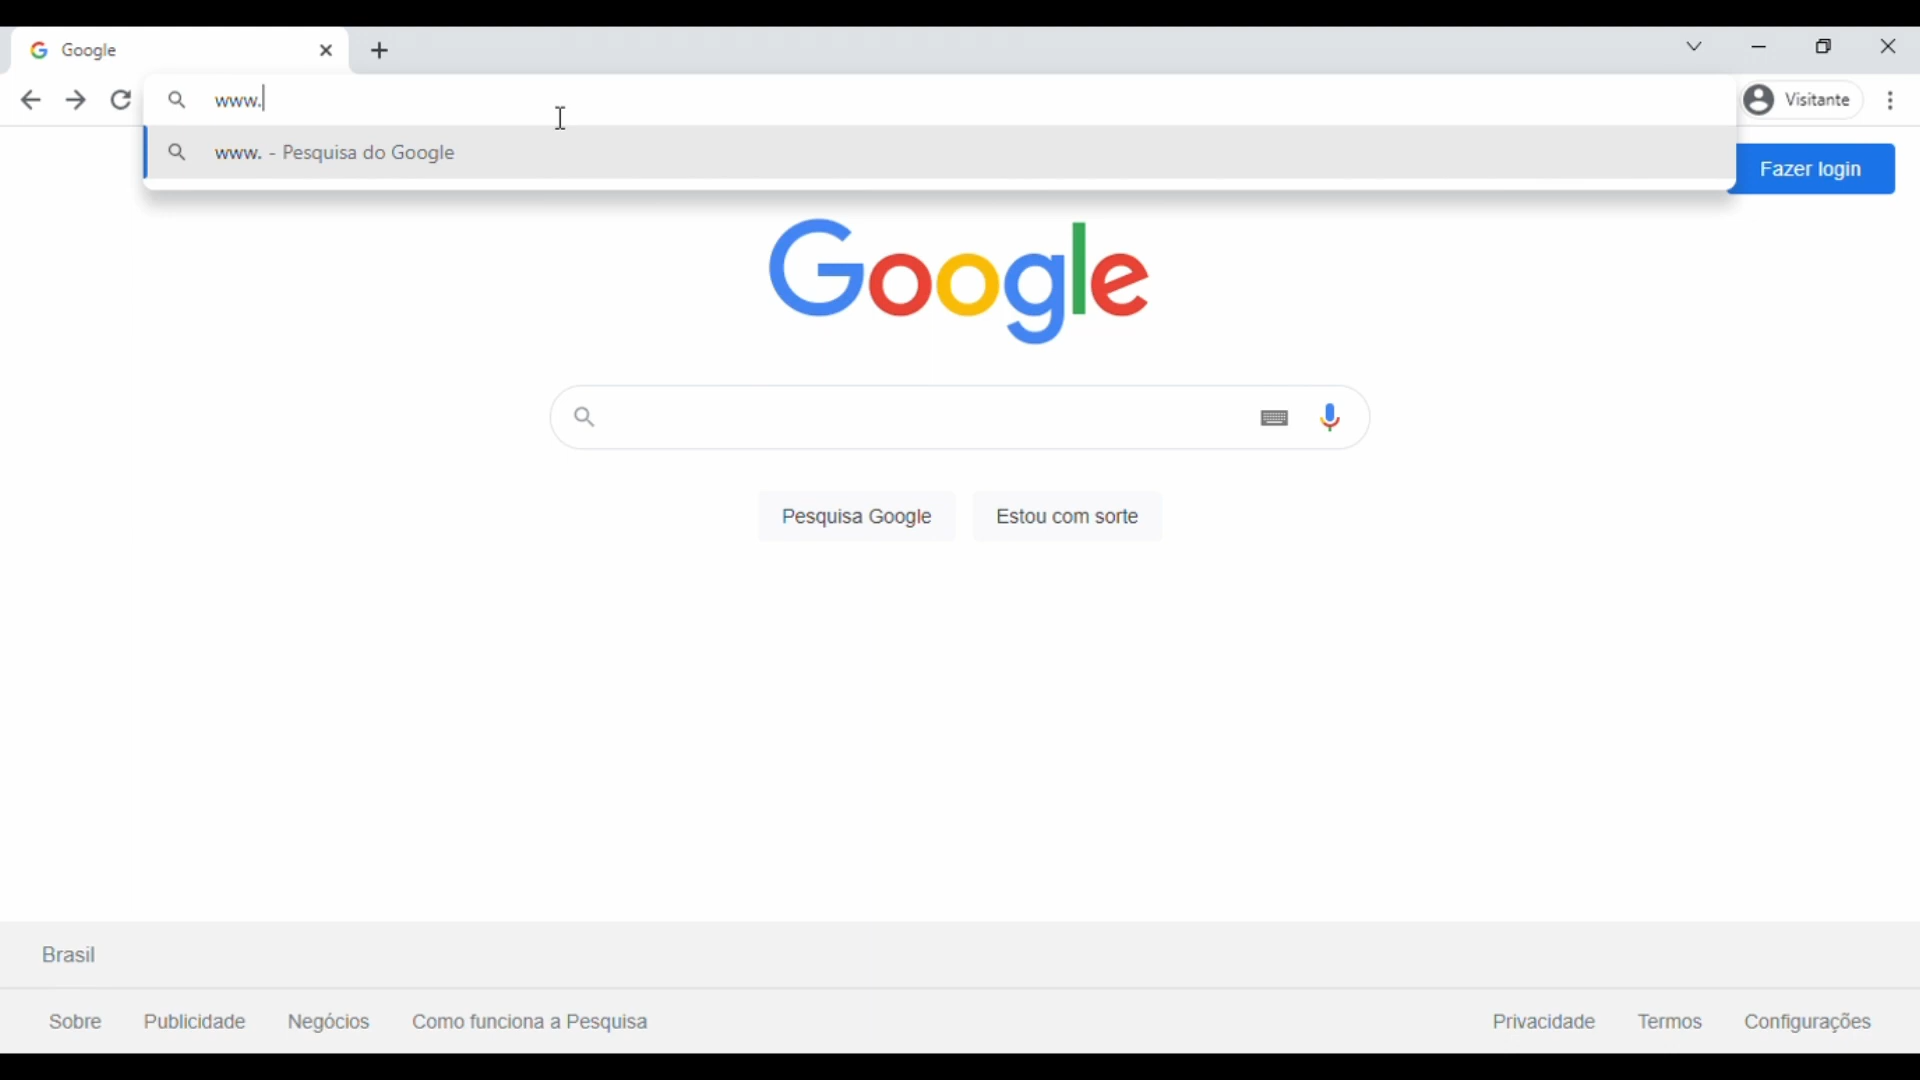 Google
www.
Visitante
www. - Pesquisa do Google
Fazer login
Google
Pesquisa Google
Estou com sorte
Brasil
Sobre
Publicidade
Negócios
Como funciona a Pesquisa
Privacidade
Termos
Configurações